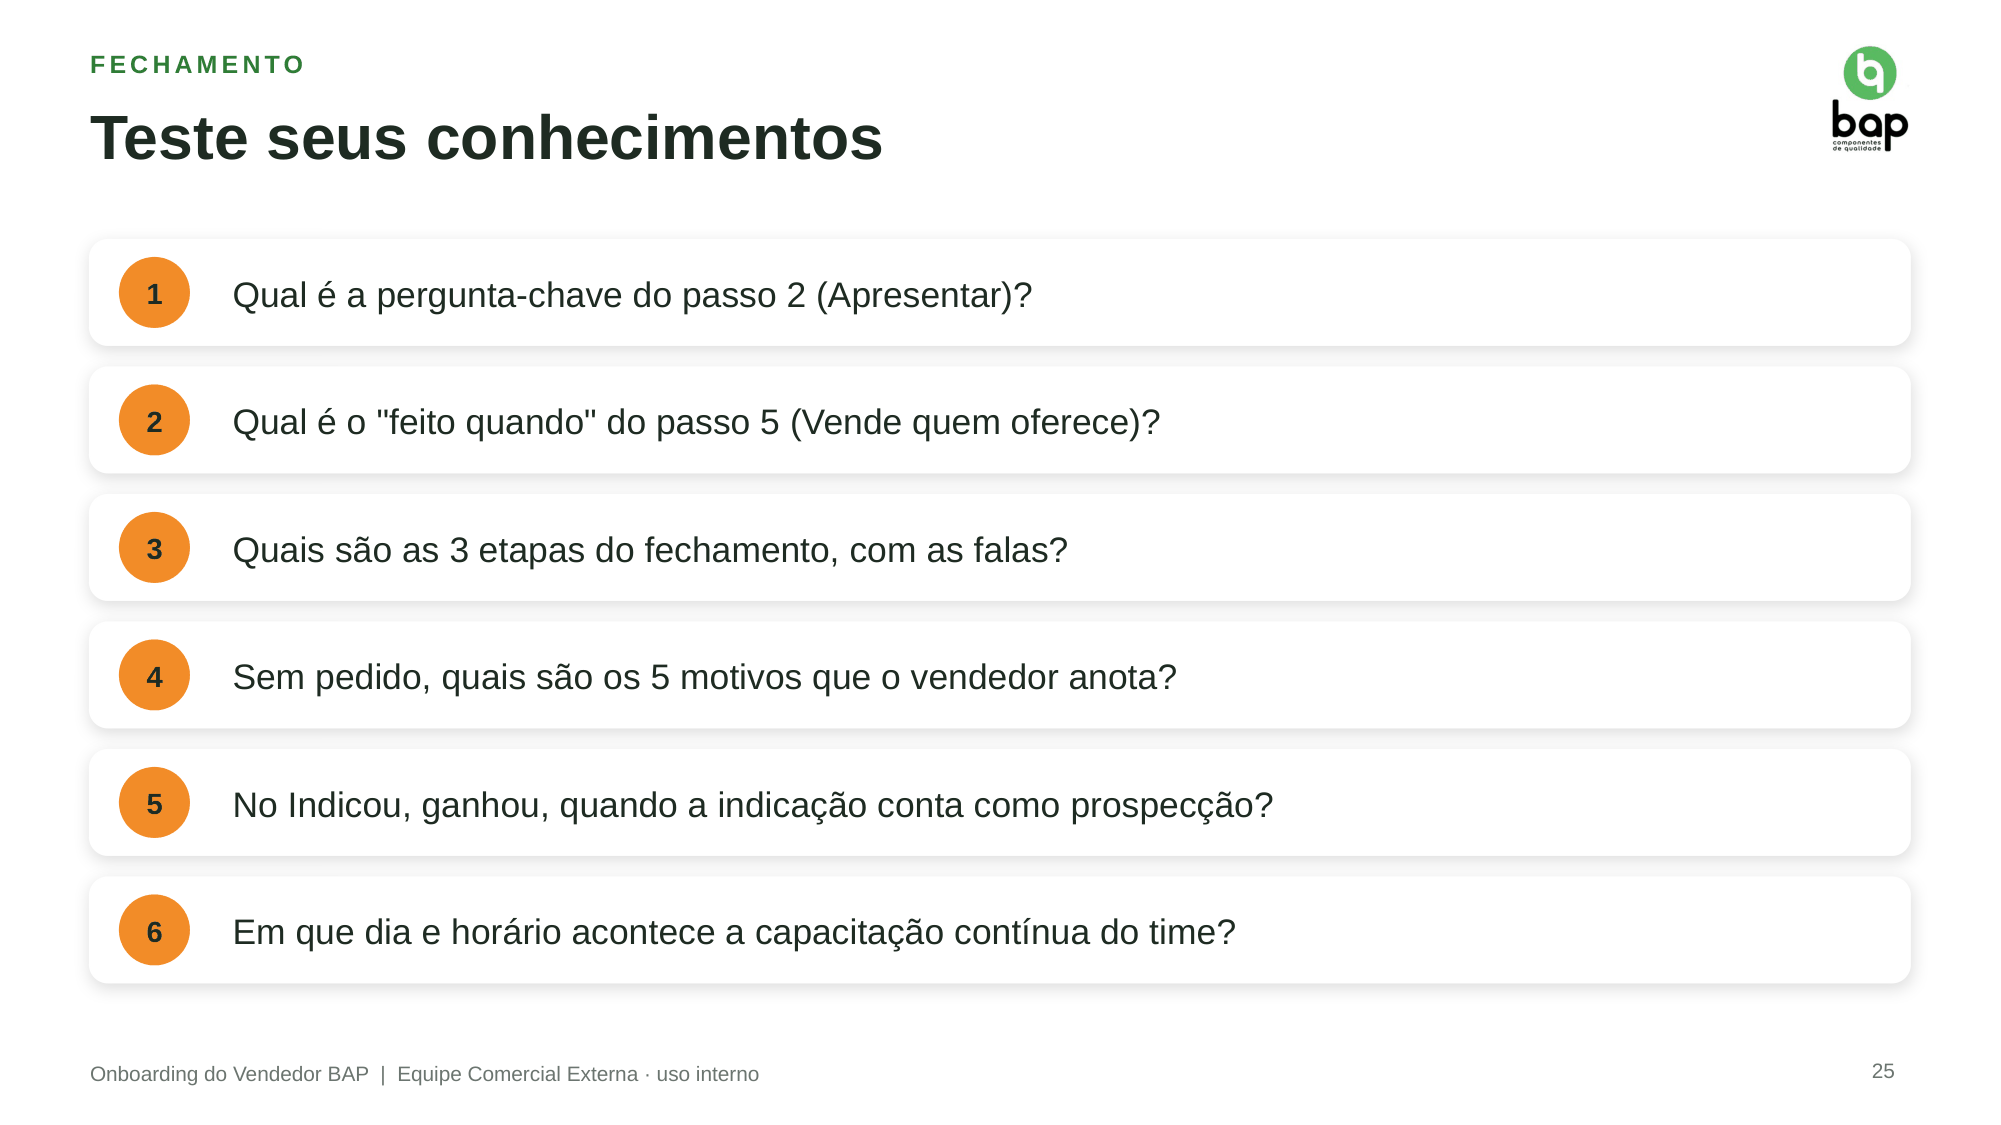 FECHAMENTO
Teste seus conhecimentos
bap
componentes
de qualidade
1
Qual é a pergunta-chave do passo 2 (Apresentar)?
2
Qual é o "feito quando" do passo 5 (Vende quem oferece)?
3
Quais são as 3 etapas do fechamento, com as falas?
4
Sem pedido, quais são os 5 motivos que o vendedor anota?
5
No Indicou, ganhou, quando a indicação conta como prospecção?
6
Em que dia e horário acontece a capacitação contínua do time?
Onboarding do Vendedor BAP | Equipe Comercial Externa · uso interno
25